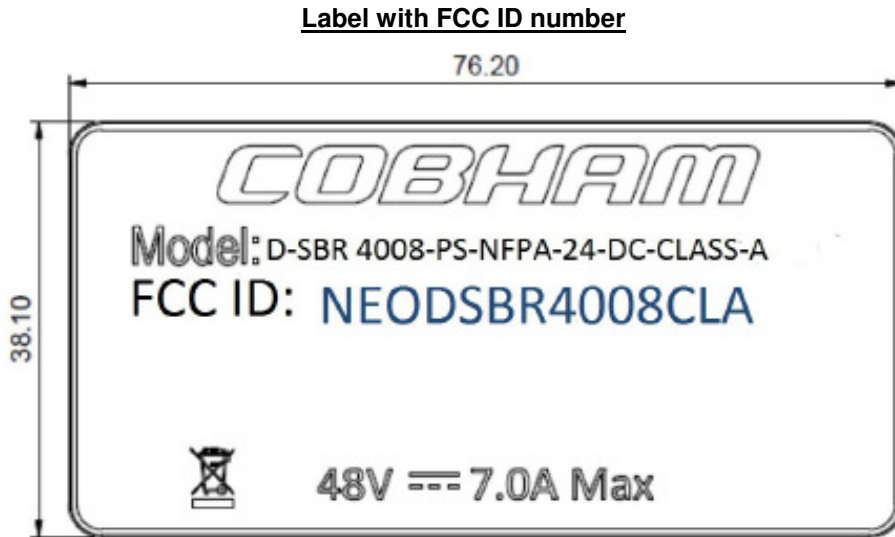 Label with FCC ID number
76.20
38.10
COBHAM
Model: D-SBR 4008-PS-NFPA-24-DC-CLASS-A
FCC ID: NEODSBR4008CLA
48V 7.0A Max